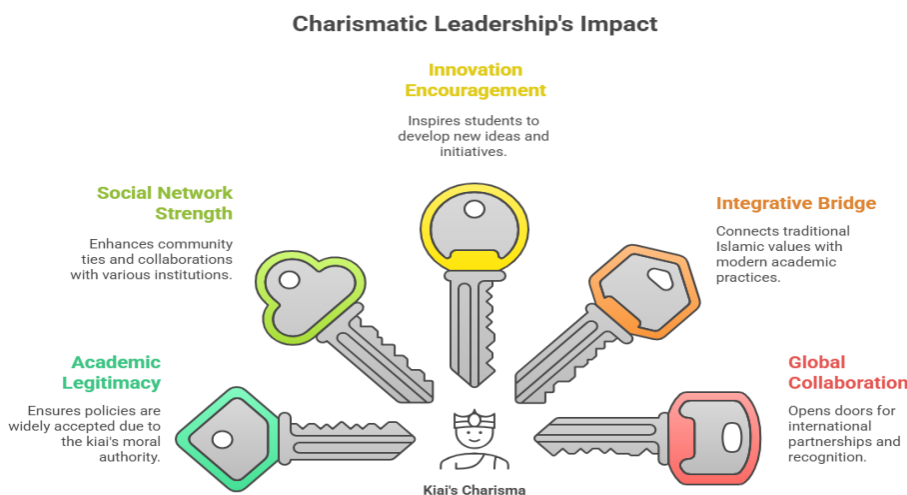 Charismatic Leadership's Impact
Innovation
Encouragement
Inspires students to
develop new ideas and
initiatives.
Social Network
Strength
Enhances community
ties and collaborations
with various institutions.
Integrative Bridge
Connects traditional
Islamic values with
modern academic
practices.
Academic
Legitimacy
Ensures policies are
widely accepted due to
the kiai's moral
authority.
Global
Collaboration
Opens doors for
international
partnerships and
recognition.
Kiai's Charisma